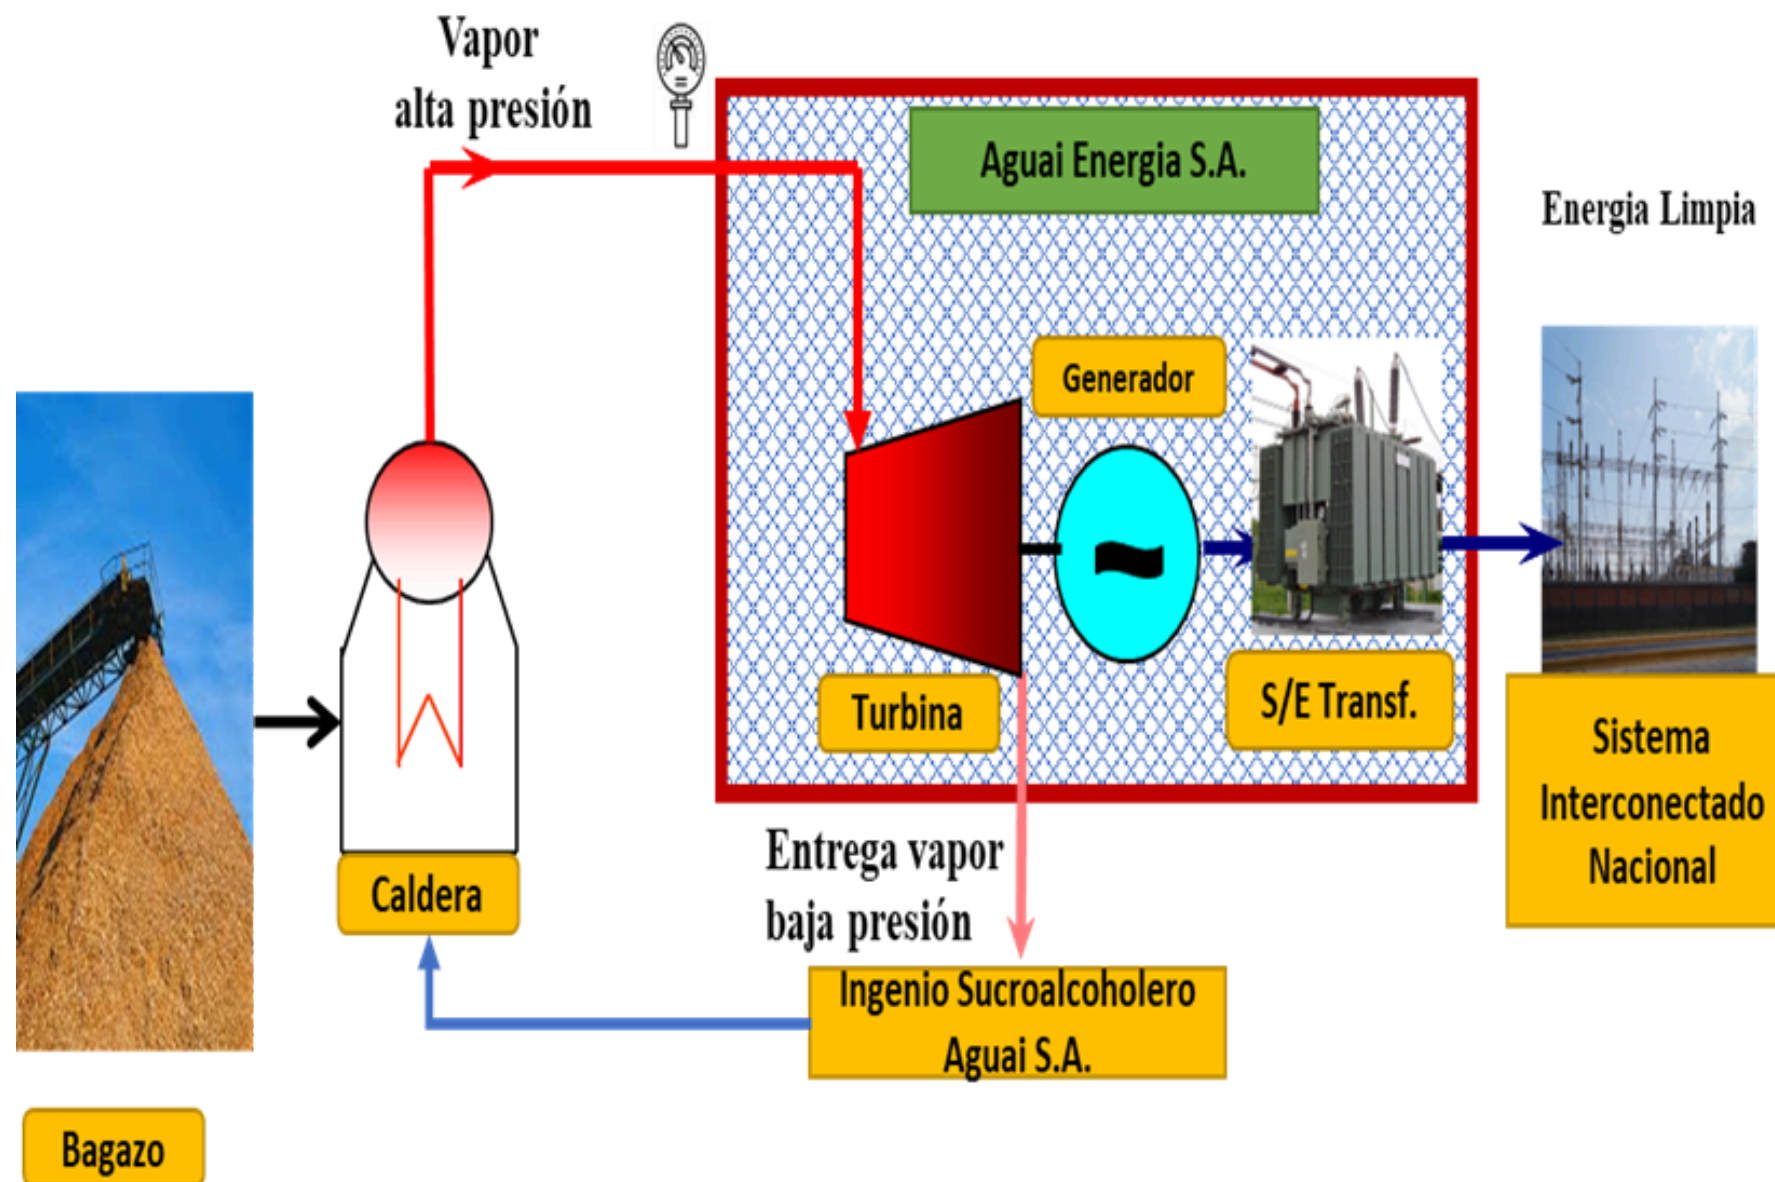 Vapor
alta presión
Aguai Energia S.A.
Energia Limpia
Generador
Turbina
S/E Transf.
Sistema
Interconectado
Nacional
Entrega vapor
baja presión
Caldera
Ingenio Sucroalcoholero
Aguai S.A.
Bagazo